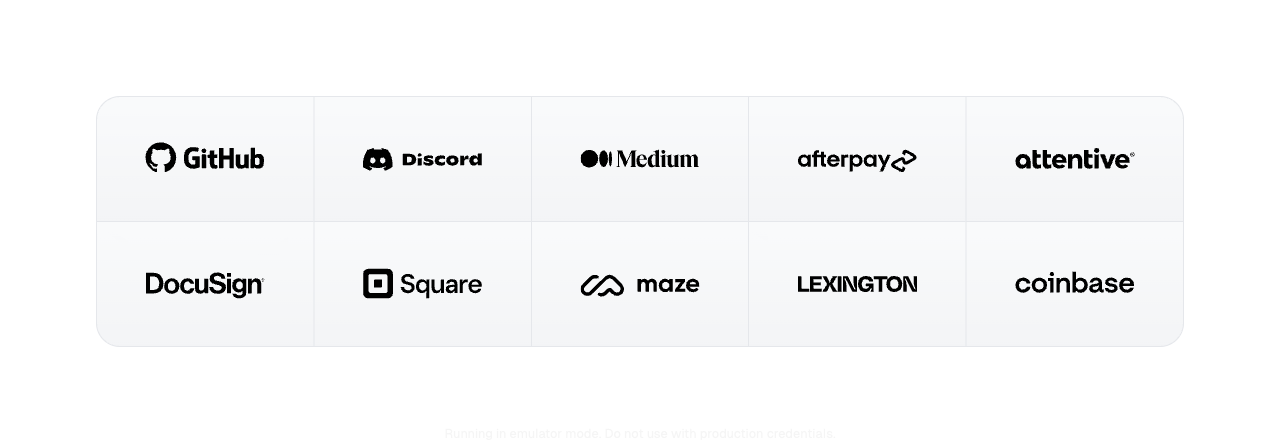 GitHub Discord Medium afterpay attentive®
DocuSign® Square maze LEXINGTON coinbase
Running in emulator mode. Do not use with production credentials.